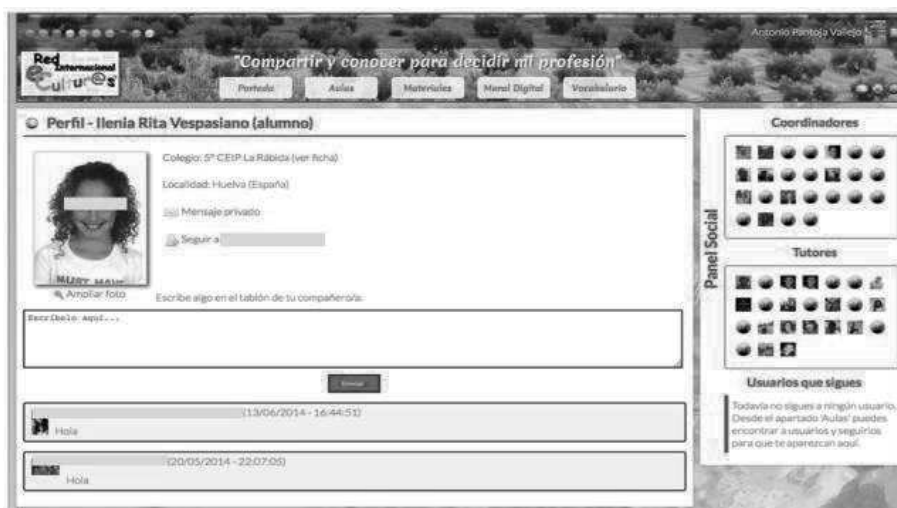 Antonio Pantoja Vallejo
Red
Internacional
eCultur@s
"Compartir y conocer para decidir mi profesión"
Portada Aulas Materiales Mural Digital Vocabulario
Perfil - Ilenia Rita Vespasiano (alumno)
Colegio: 5º CEIP La Rábida (ver ficha)
Localidad: Huelva (España)
Mensaje privado
Seguir a
MUST HAVE
Ampliar foto
Escribe algo en el tablón de tu compañero/a:
Escríbelo aquí...
Enviar
(13/06/2014 - 16:44:51)
Hola
(20/05/2014 - 22:07:05)
Hola
Panel Social
Coordinadores
Tutores
Usuarios que sigues
Todavía no sigues a ningún usuario.
Desde el apartado 'Aulas' puedes
encontrar a usuarios y seguirlos
para que te aparezcan aquí.